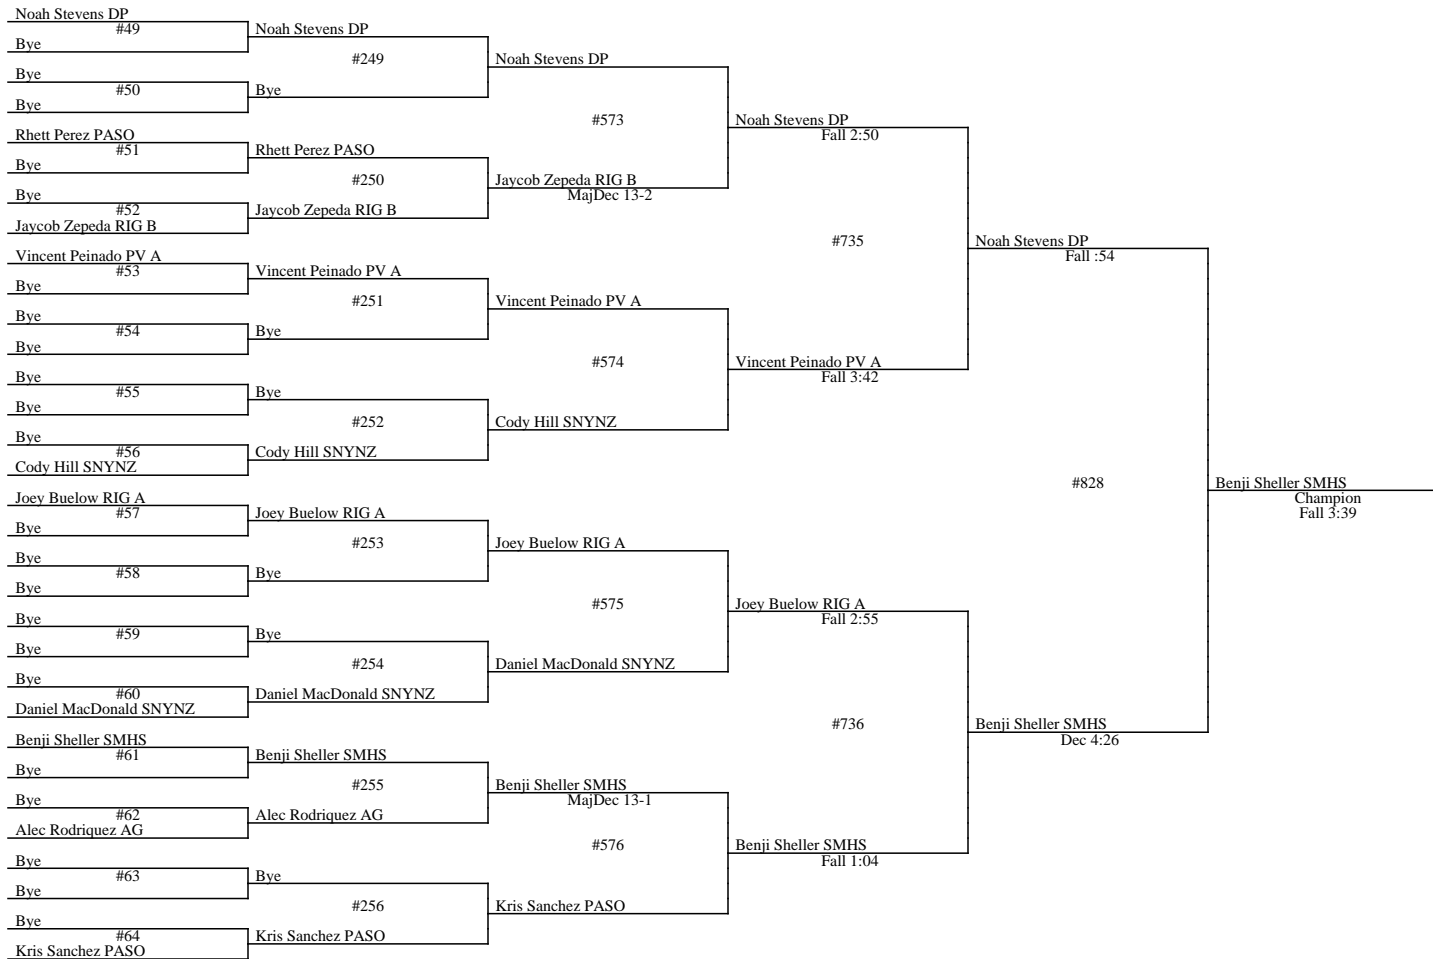 Noah Stevens DP
#49
Bye
Bye
#50
Bye
Rhett Perez PASO
#51
Bye
Bye
#52
Jaycob Zepeda RIG B
Vincent Peinado PV A
#53
Bye
Bye
#54
Bye
Bye
#55
Bye
Bye
#56
Cody Hill SNYNZ
Joey Buelow RIG A
#57
Bye
Bye
#58
Bye
Bye
#59
Bye
Bye
#60
Daniel MacDonald SNYNZ
Benji Sheller SMHS
#61
Bye
Bye
#62
Alec Rodriquez AG
Bye
#63
Bye
Bye
#64
Kris Sanchez PASO
Noah Stevens DP
#249
Bye
Rhett Perez PASO
#250
Jaycob Zepeda RIG B
Vincent Peinado PV A
#251
Bye
Bye
#252
Cody Hill SNYNZ
Joey Buelow RIG A
#253
Bye
Bye
#254
Daniel MacDonald SNYNZ
Benji Sheller SMHS
#255
Alec Rodriquez AG
Bye
#256
Kris Sanchez PASO
Noah Stevens DP
#573
Jaycob Zepeda RIG B
MajDec 13-2
Vincent Peinado PV A
#574
Cody Hill SNYNZ
Joey Buelow RIG A
#575
Daniel MacDonald SNYNZ
Benji Sheller SMHS
MajDec 13-1
#576
Kris Sanchez PASO
Noah Stevens DP
Fall 2:50
#735
Vincent Peinado PV A
Fall 3:42
Joey Buelow RIG A
Fall 2:55
#736
Benji Sheller SMHS
Fall 1:04
Noah Stevens DP
Fall :54
#828
Benji Sheller SMHS
Dec 4:26
Benji Sheller SMHS
Champion
Fall 3:39